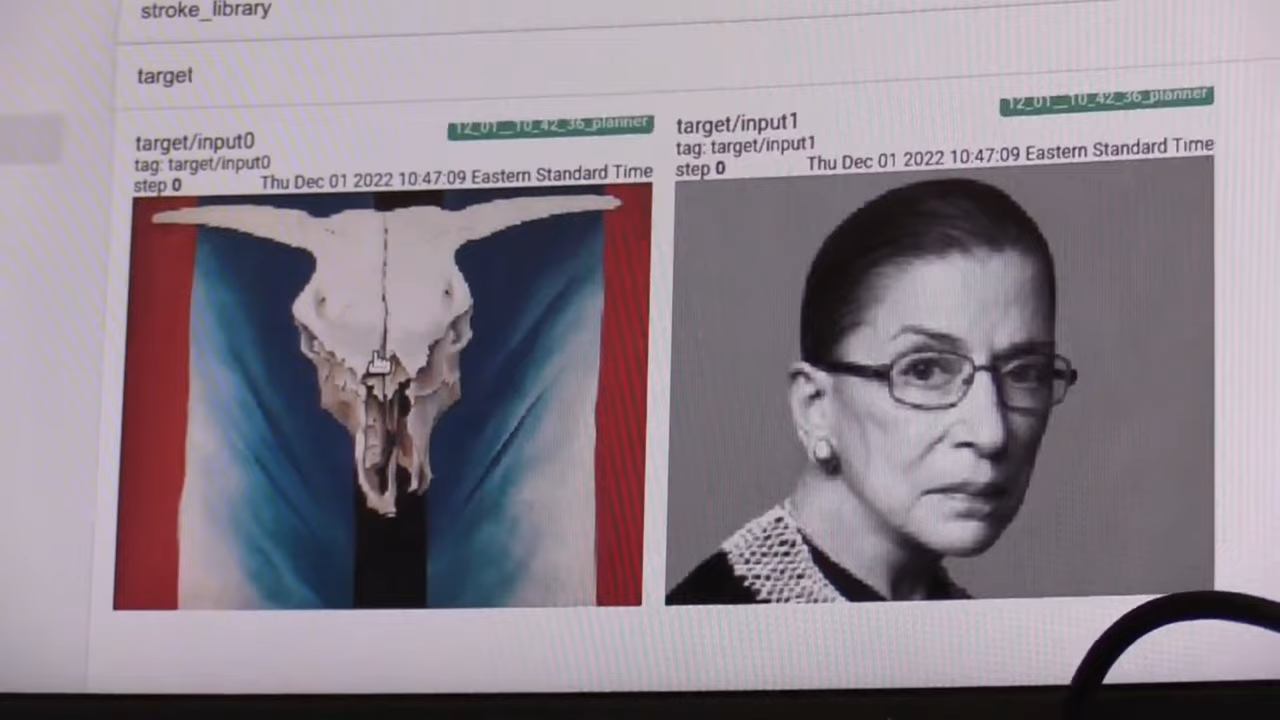 stroke_library
target
target/input0
12_01__10_42_36_planner
tag: target/input0
step 0
Thu Dec 01 2022 10:47:09 Eastern Standard Time
target/input1
12_01__10_42_36_planner
tag: target/input1
step 0
Thu Dec 01 2022 10:47:09 Eastern Standard Time